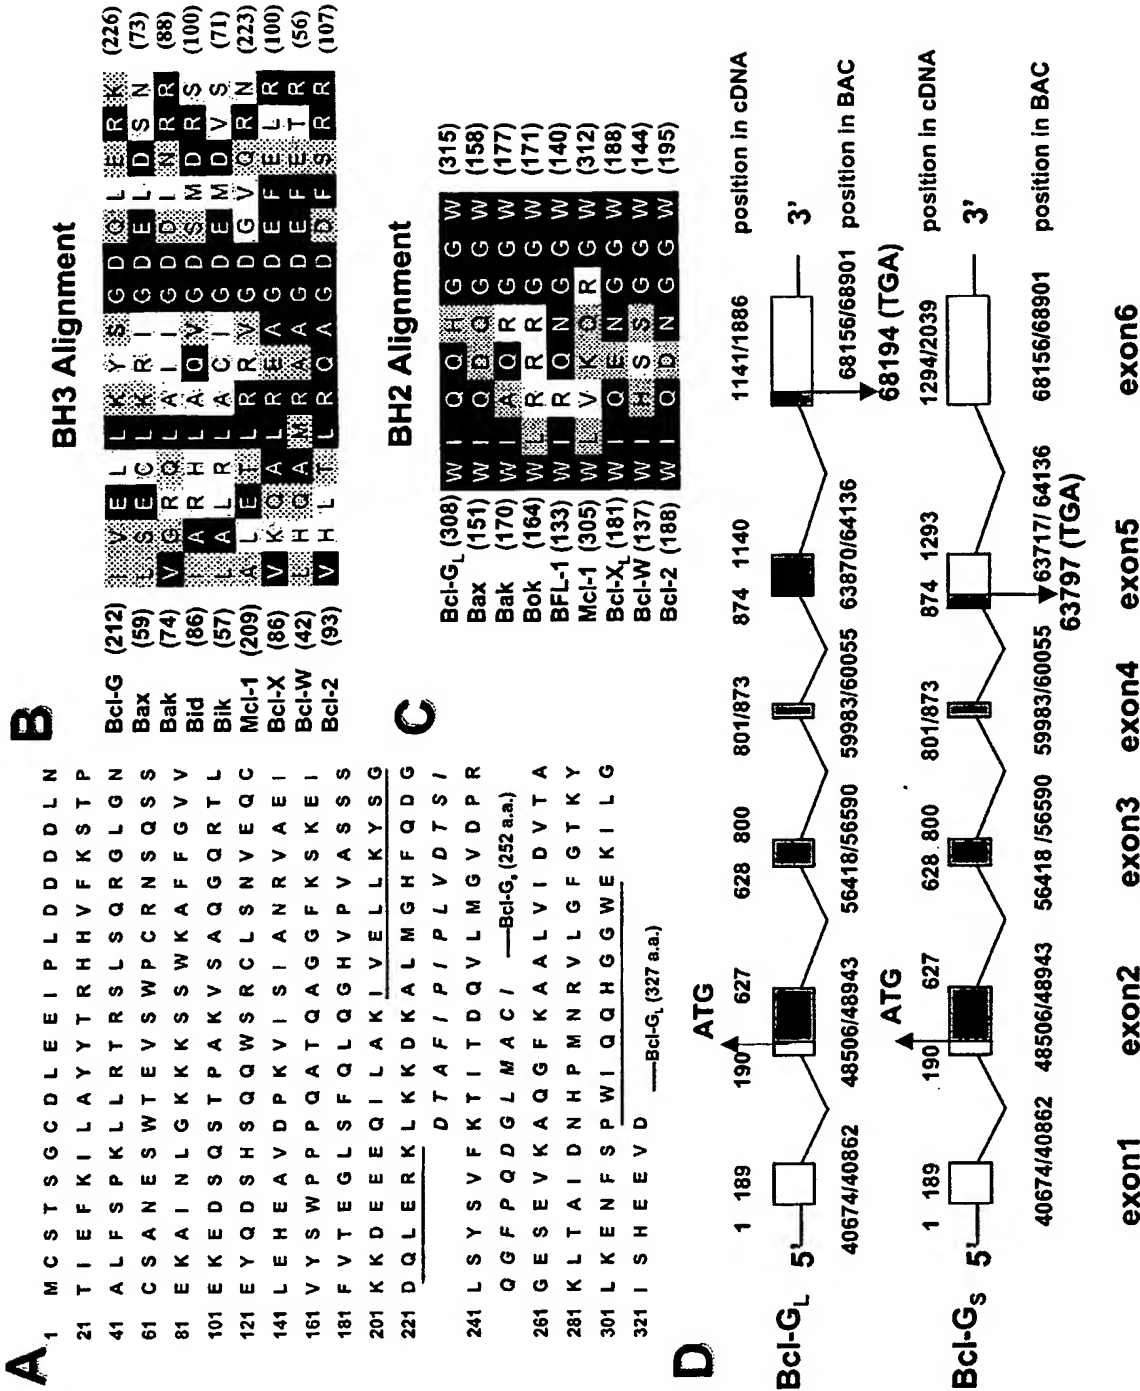 A
1 M C S T S G C D L E E I P L D D D D L N
21 T I E F K I L A Y Y T R H H V F K S T P
41 A L F S P K L L R T R S L S Q R G L G N
61 C S A N E S W T E V S W P C R N S Q S S
81 E K A I N L G K K K S S W K A F F G V V
101 E K E D S Q S T P A K V S A Q G Q R T L
121 E Y Q D S H S Q Q W S R C L S N V E Q C
141 L E H E A V D P K V I S I A N R V A E I
161 V Y S W P P P Q A T Q A G G F K S K E I
181 F V T E G L S F Q L Q G H V P V A S S S
201 K K D E E E Q I L A K I V E L L K Y S G
221 D Q L E R K L K K D K A L M G H F Q D G
D T A F I P I P L V D T S I
241 L S Y S V F K T I T D Q V L M G V D P R
Q G F P Q D G L M A C I —Bcl-Gs (252 a.a.)
261 G E S E V K A Q G F K A A L V I D V T A
281 K L T A I D N H P M N R V L G F G T K Y
301 L K E N F S P W I Q Q H G G W E K I L G
321 I S H E E V D —Bcl-GL (327 a.a.)
B
BH3 Alignment
Bcl-G (212) I V E L L K Y S G D Q L E R K (226)
Bax (59) L S E C L K R I G D E L D S N (73)
Bak (74) V G R Q L A I I G D D I N R R (88)
Bid (86) I A R H L A Q V G D S M D R S (100)
Bik (57) L A L R L A C I G D E M D V S (71)
Mcl-1 (209) A L E T L R R V G D G V Q R N (223)
Bcl-X (86) V K Q A L R E A G D E F E L R (100)
Bcl-W (42) L H Q A M R A A G D E F E T R (56)
Bcl-2 (93) V H L T L R Q A G D D F S R R (107)
C
BH2 Alignment
Bcl-GL (308) W I Q Q H G G W (315)
Bax (151) W I Q D Q G G W (158)
Bak (170) W I A Q R G G W (177)
Bok (164) W L R R R G G W (171)
BFL-1 (133) W I R Q N G G W (140)
Mcl-1 (305) W L V K Q R G W (312)
Bcl-XL (181) W I Q E N G G W (188)
Bcl-W (137) W I H S S G G W (144)
Bcl-2 (188) W I Q D N G G W (195)
D
ATG
1 189 190 627 628 800 801/873 874 1140 1141/1886 position in cDNA
Bcl-GL 5' 3'
40674/40862 48506/48943 56418/56590 59983/60055 63870/64136 68156/68901 position in BAC
68194 (TGA)
ATG
1 189 190 627 628 800 801/873 874 1293 1294/2039 position in cDNA
Bcl-GS 5' 3'
40674/40862 48506/48943 56418/56590 59983/60055 63717/64136 68156/68901 position in BAC
63797 (TGA)
exon1 exon2 exon3 exon4 exon5 exon6